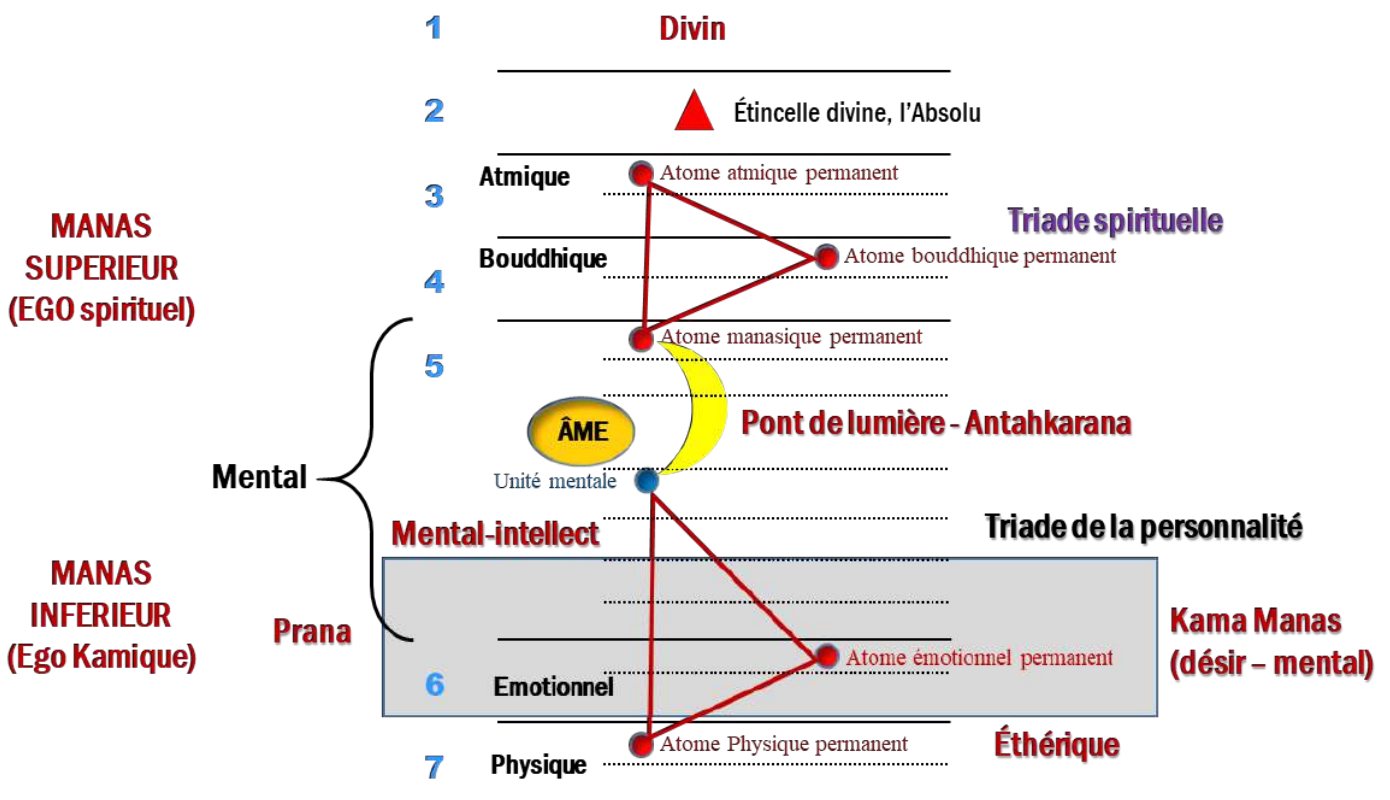 1
Divin
2
Étincelle divine, l'Absolu
Atmique
Atome atmique permanent
3
MANAS
SUPERIEUR
(EGO spirituel)
Triade spirituelle
Bouddhique
Atome bouddhique permanent
4
Atome manasique permanent
5
ÂME
Pont de lumière - Antahkarana
Mental
Unité mentale
Mental-intellect
Triade de la personnalité
MANAS
INFERIEUR
(Ego Kamique)
Prana
Kama Manas
(désir – mental)
Atome émotionnel permanent
6
Emotionnel
Atome Physique permanent
Éthérique
7
Physique